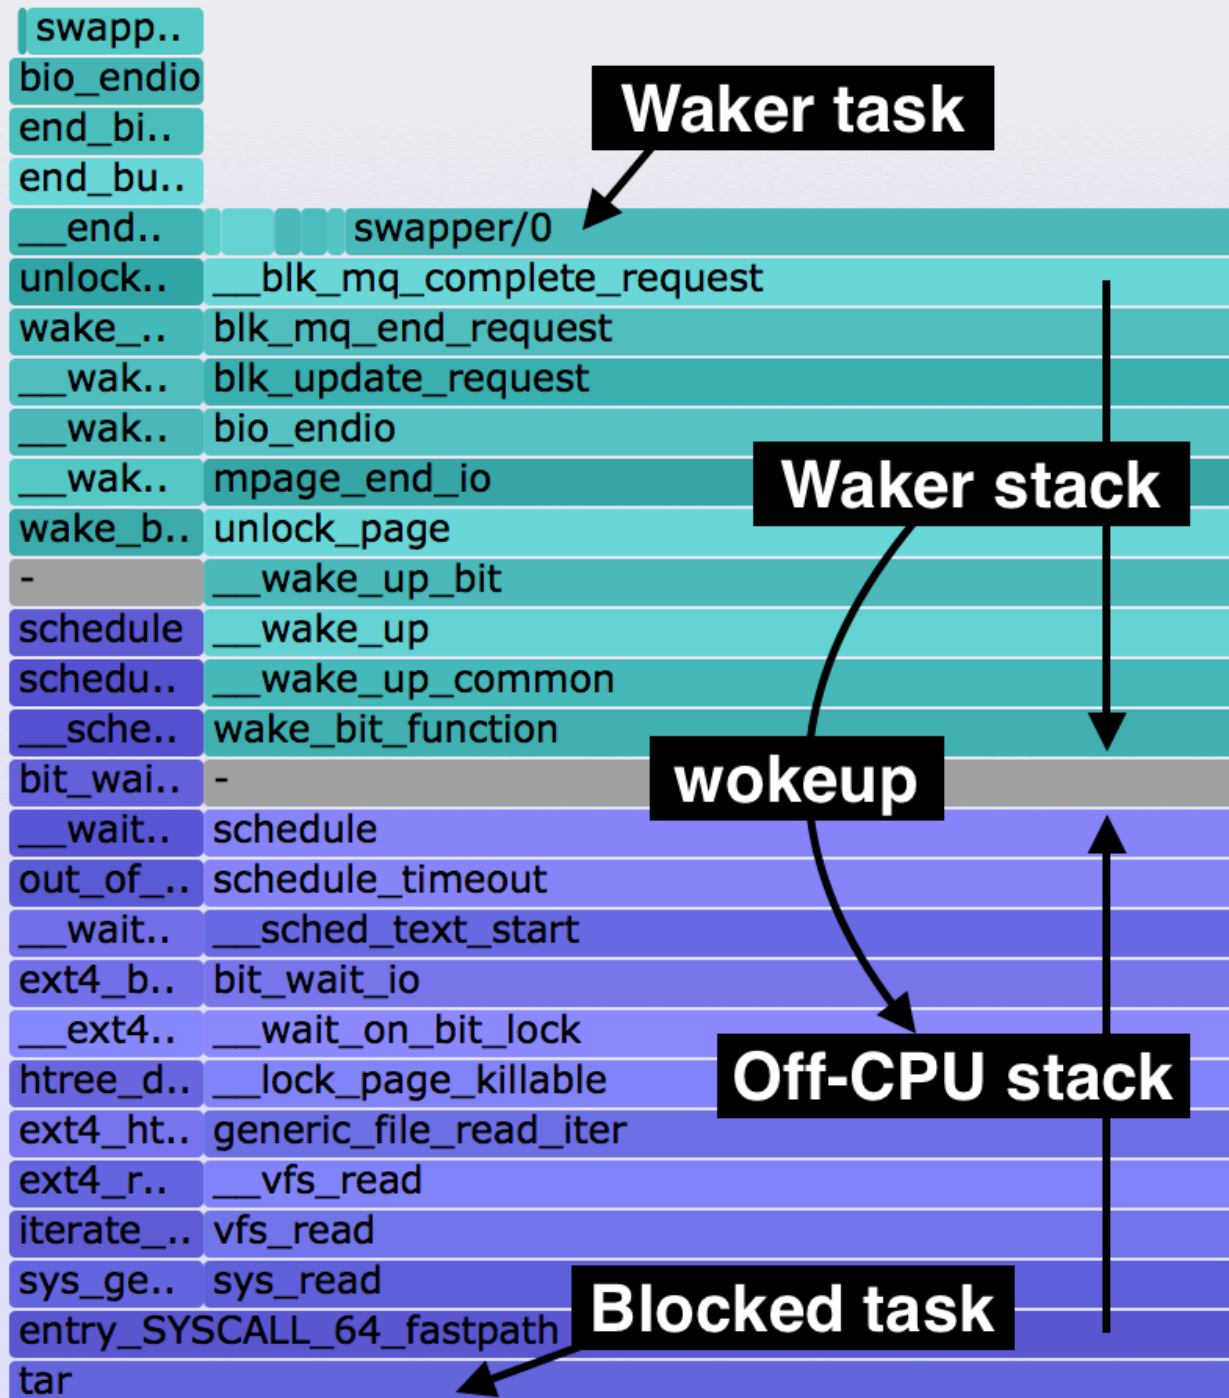 swapp..
bio_endio
Waker task
end_bi..
end_bu..
__end.. swapper/0
unlock.. __blk_mq_complete_request
wake_.. blk_mq_end_request
__wak.. blk_update_request
__wak.. bio_endio
__wak.. mpage_end_io
Waker stack
wake_b.. unlock_page
- __wake_up_bit
schedule __wake_up
schedu.. __wake_up_common
__sche.. wake_bit_function
bit_wai.. -
wokeup
__wait.. schedule
out_of_.. schedule_timeout
__wait.. __sched_text_start
ext4_b.. bit_wait_io
__ext4.. __wait_on_bit_lock
htree_d.. __lock_page_killable
Off-CPU stack
ext4_ht.. generic_file_read_iter
ext4_r.. __vfs_read
iterate_.. vfs_read
sys_ge.. sys_read
Blocked task
entry_SYSCALL_64_fastpath
tar